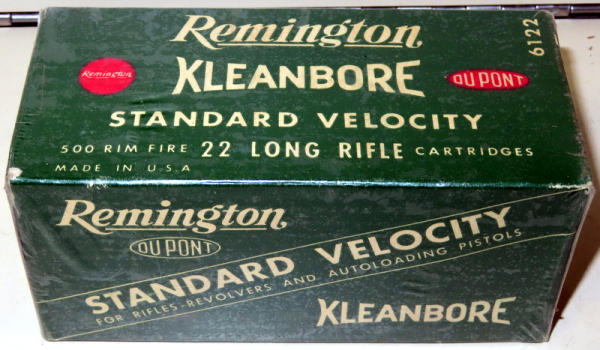 Remington
6122
Remington
KLEANBORE
DU PONT
STANDARD VELOCITY
500 RIM FIRE 22 LONG RIFLE CARTRIDGES
MADE IN U.S.A
Remington
DU PONT
STANDARD VELOCITY
FOR RIFLES-REVOLVERS AND AUTOLOADING PISTOLS
KLEANBORE